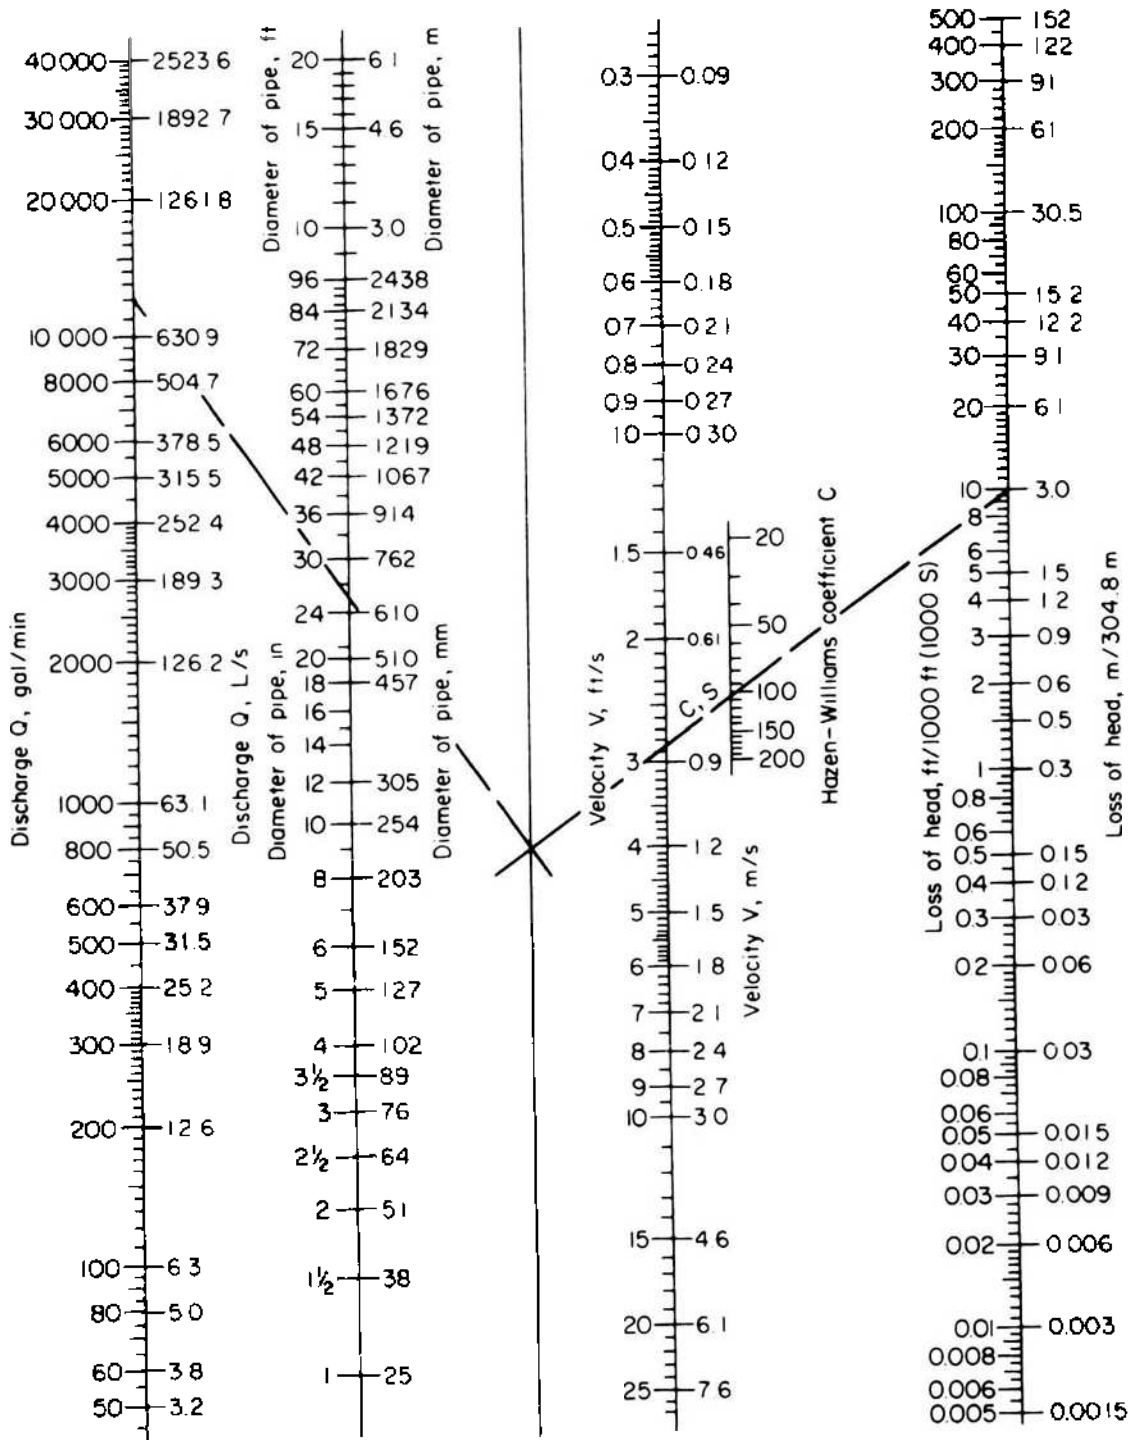 Discharge Q, gal/min
40 000 2523.6
30 000 1892 7
20 000 1261 8
10 000 630 9
8000 504.7
6000 378.5
5000 315.5
4000 252.4
3000 189 3
2000 126.2
1000 63.1
800 50.5
600 37.9
500 31.5
400 25 2
300 18 9
200 12 6
100 6 3
80 5 0
60 3 8
50 3.2
Discharge Q, L/s
Diameter of pipe, ft
Diameter of pipe, m
20 6 1
15 4 6
10 3.0
96 2438
84 2134
72 1829
60 1676
54 1372
48 1219
42 1067
36 914
30 762
24 610
20 510
18 457
16
14
12 305
10 254
8 203
6 152
5 127
4 102
3½ 89
3 76
2½ 64
2 51
1½ 38
1 25
Diameter of pipe, in
Diameter of pipe, mm
Velocity V, ft/s
0.3 0.09
0.4 0.12
0.5 0.15
0 6 0.18
0 7 0.21
0.8 0 24
0.9 0.27
1 0 0.30
1.5 0.46
2 0.61
3 0.9
4 1 2
5 1 5
6 1 8
7 2 1
8 2 4
9 2 7
10 3 0
15 4 6
20 6.1
25 7 6
Velocity V, m/s
C, S
20
50
100
150
200
Hazen-Williams coefficient C
Loss of head, ft/1000 ft (1000 S)
500 152
400 122
300 91
200 61
100 30.5
80
60
50 15 2
40 12 2
30 9 1
20 6 1
10 3.0
8
6
5 1.5
4 1 2
3 0.9
2 0 6
0.5
1 0.3
0.8
0.6
0.5 0.15
0.4 0.12
0.3 0.03
0 2 0 06
0.1 0 03
0.08
0.06
0.05 0.015
0.04 0.012
0.03 0.009
0.02 0 006
0.01 0.003
0.008
0.006
0.005 0.0015
Loss of head, m/304.8 m